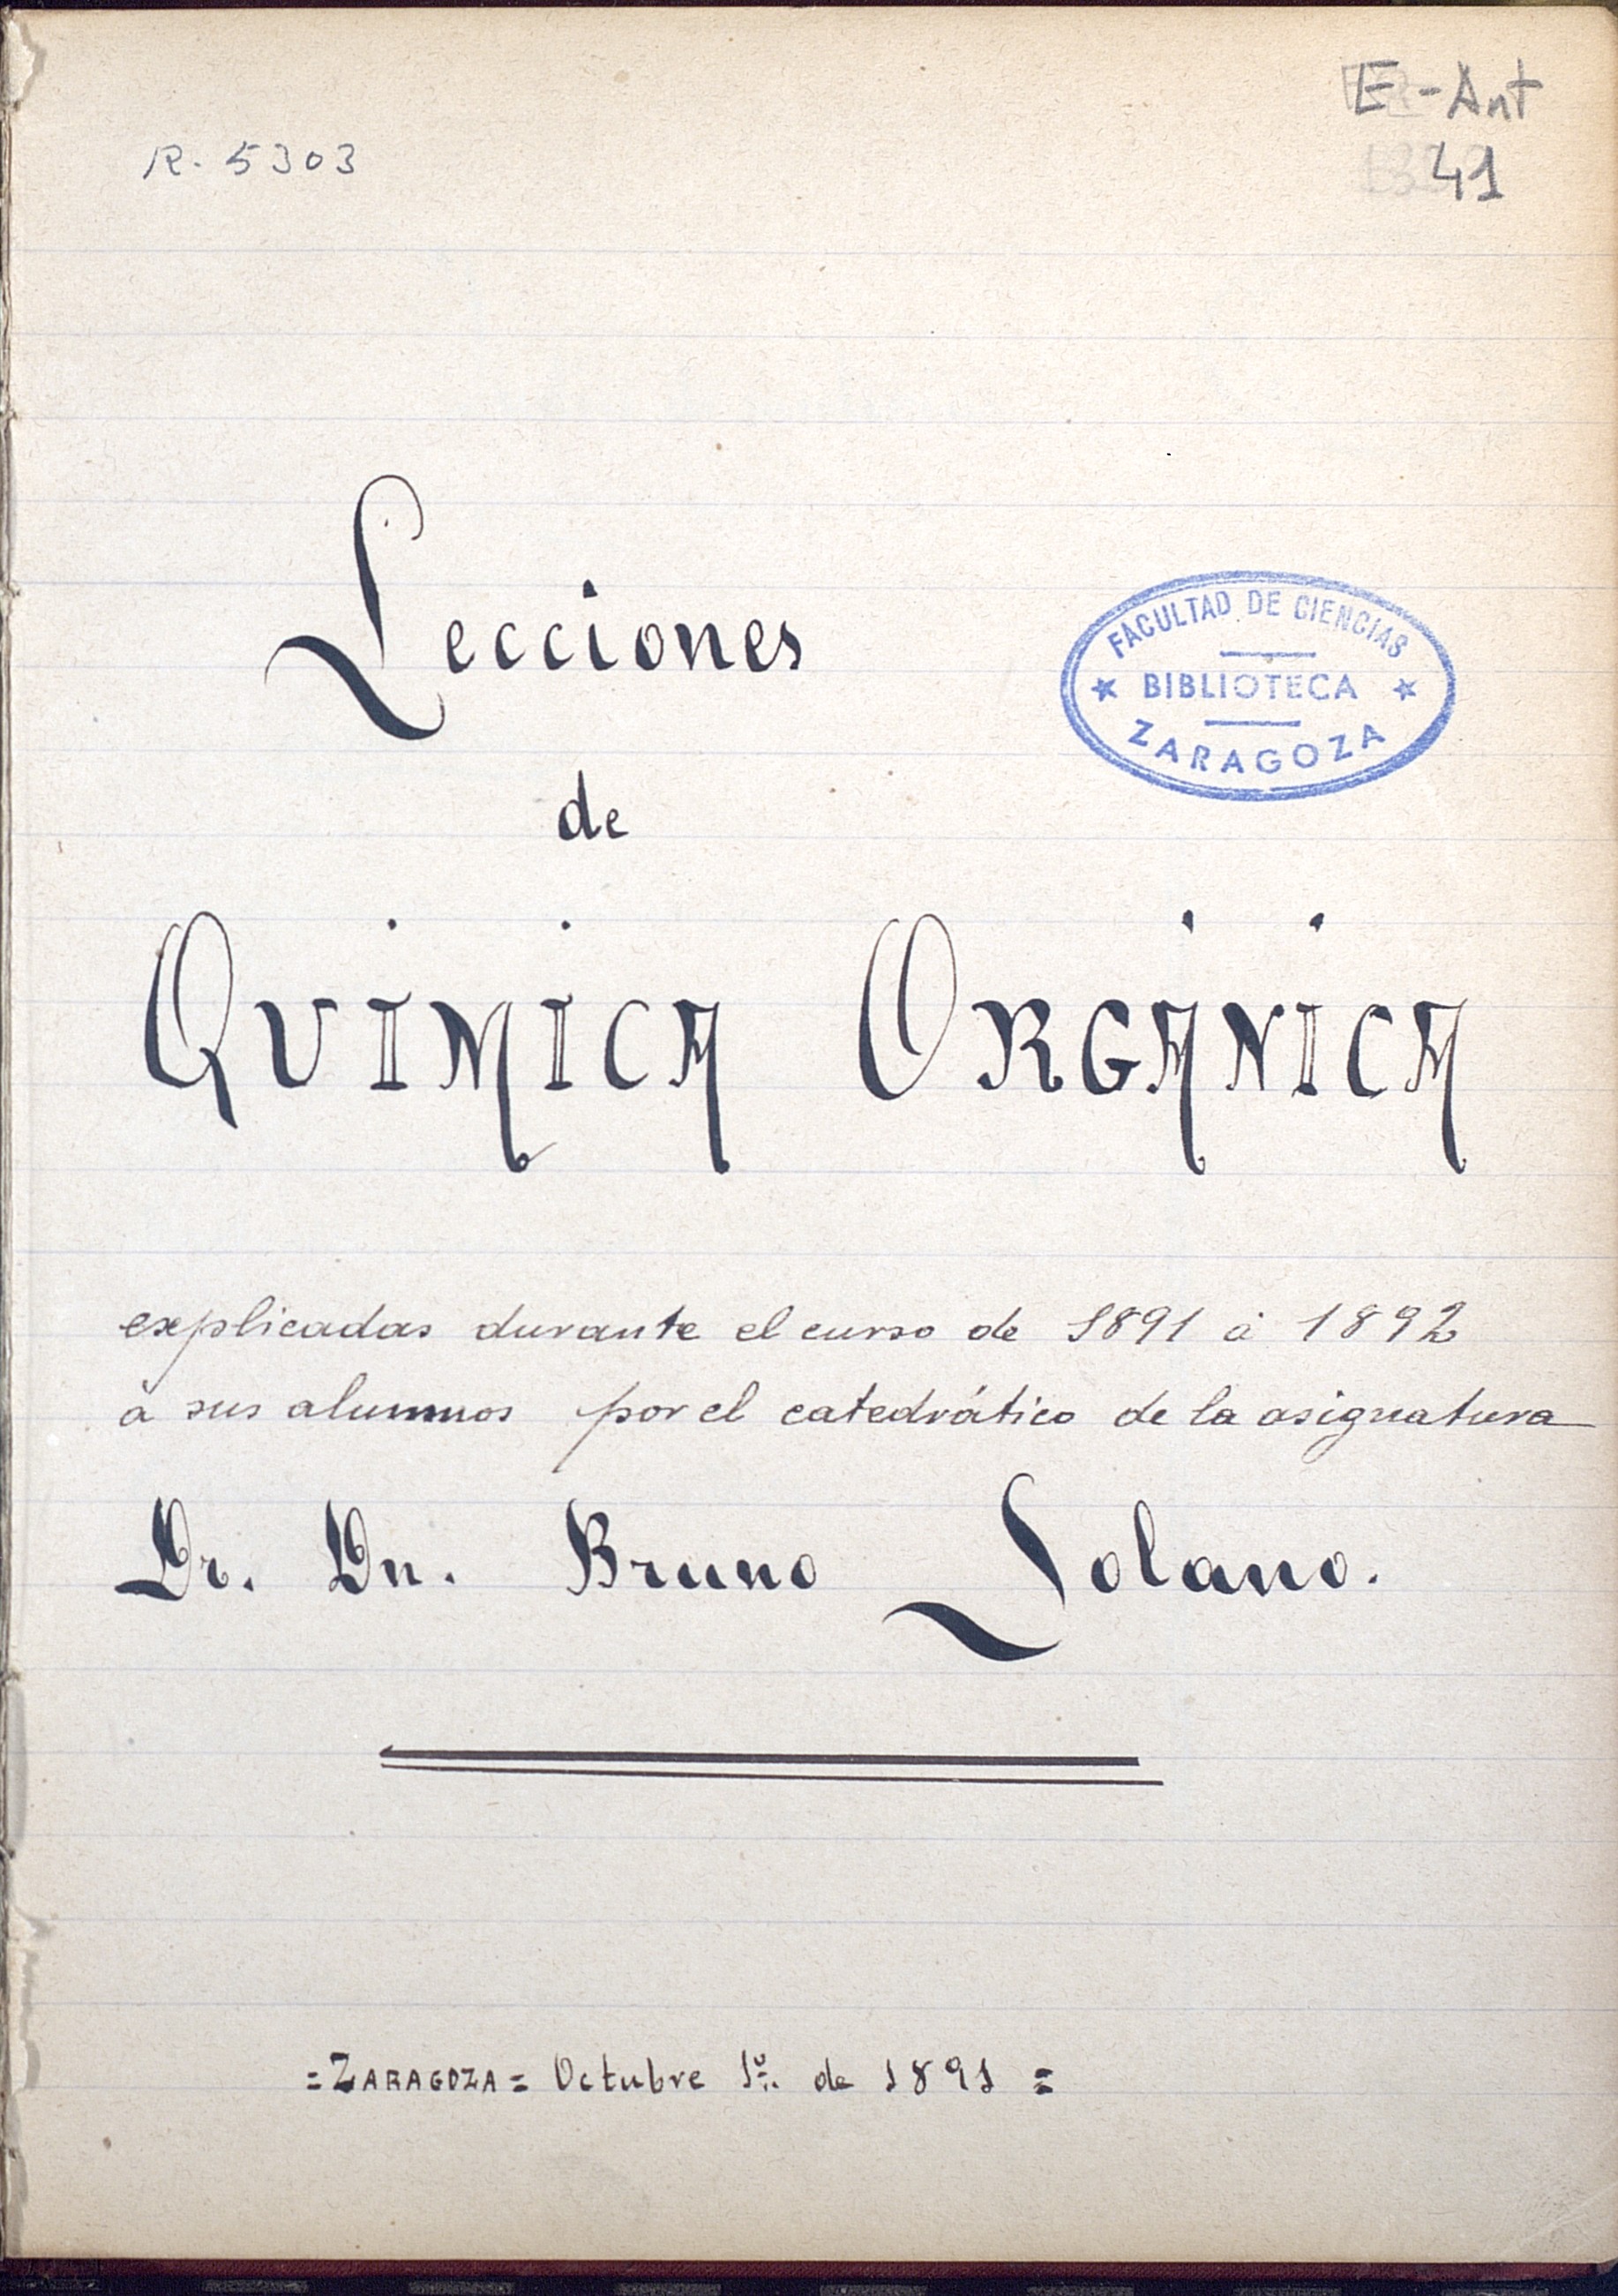 E-Ant
R. 5303
41
Lecciones
FACULTAD DE CIENCIAS
BIBLIOTECA
ZARAGOZA
de
QUIMICA ORGÁNICA
explicadas durante el curso de 1891 á 1892
á sus alumnos por el catedrático de la asignatura
Dr. Dn. Bruno Solano.
=ZARAGOZA= Octubre 1º. de 1891 =